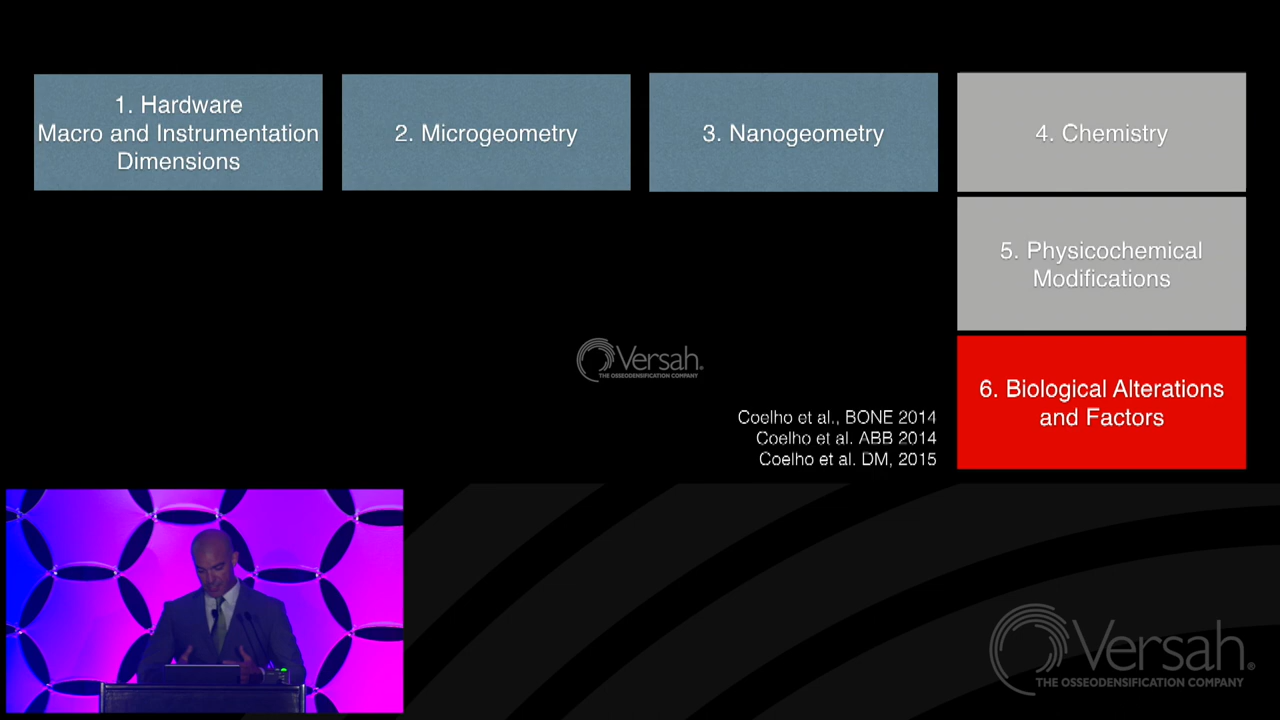 1. Hardware
Macro and Instrumentation
Dimensions
2. Microgeometry
3. Nanogeometry
4. Chemistry
5. Physicochemical
Modifications
6. Biological Alterations
and Factors
Versah®
THE OSSEODENSIFICATION COMPANY
Coelho et al., BONE 2014
Coelho et al. ABB 2014
Coelho et al. DM, 2015
Versah®
THE OSSEODENSIFICATION COMPANY